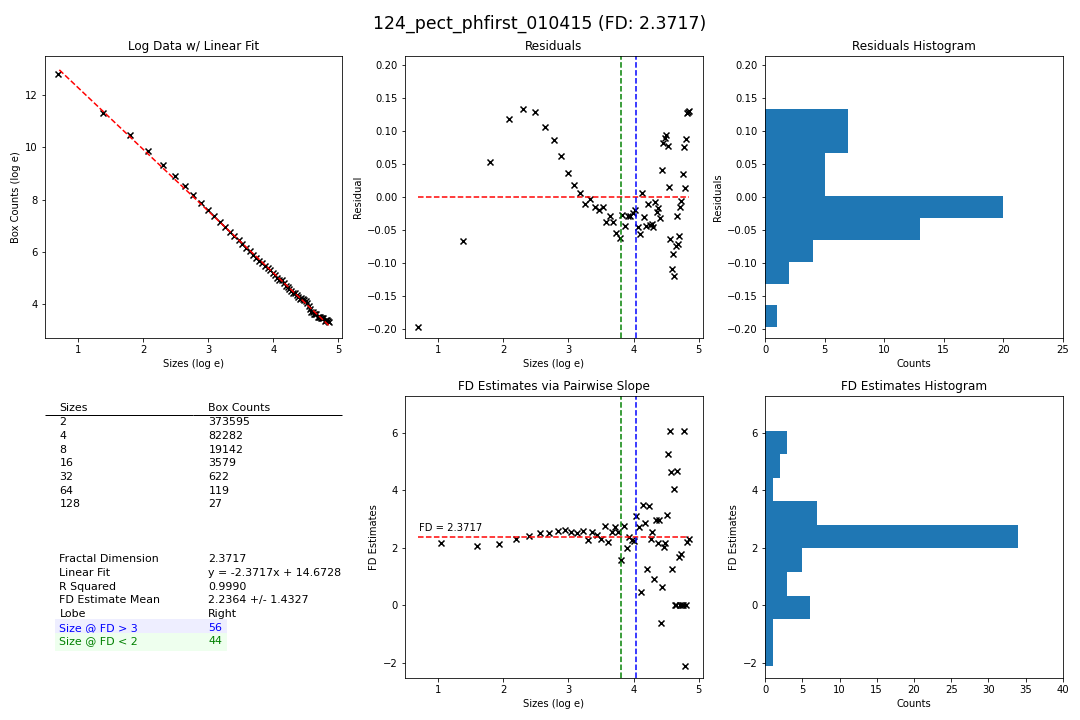 124_pect_phfirst_010415 (FD: 2.3717)
Log Data w/ Linear Fit
Box Counts (log e)
12
10
8
6
4
1 2 3 4 5
Sizes (log e)
Residuals
Residual
0.20
0.15
0.10
0.05
0.00
−0.05
−0.10
−0.15
−0.20
1 2 3 4 5
Sizes (log e)
Residuals Histogram
Residuals
0.20
0.15
0.10
0.05
0.00
−0.05
−0.10
−0.15
−0.20
0 5 10 15 20 25
Counts
Sizes Box Counts
2 373595
4 82282
8 19142
16 3579
32 622
64 119
128 27
Fractal Dimension 2.3717
Linear Fit y = -2.3717x + 14.6728
R Squared 0.9990
FD Estimate Mean 2.2364 +/- 1.4327
Lobe Right
Size @ FD > 3 56
Size @ FD < 2 44
FD Estimates via Pairwise Slope
FD Estimates
6
4
2
0
−2
FD = 2.3717
1 2 3 4 5
Sizes (log e)
FD Estimates Histogram
FD Estimates
6
4
2
0
−2
0 5 10 15 20 25 30 35 40
Counts